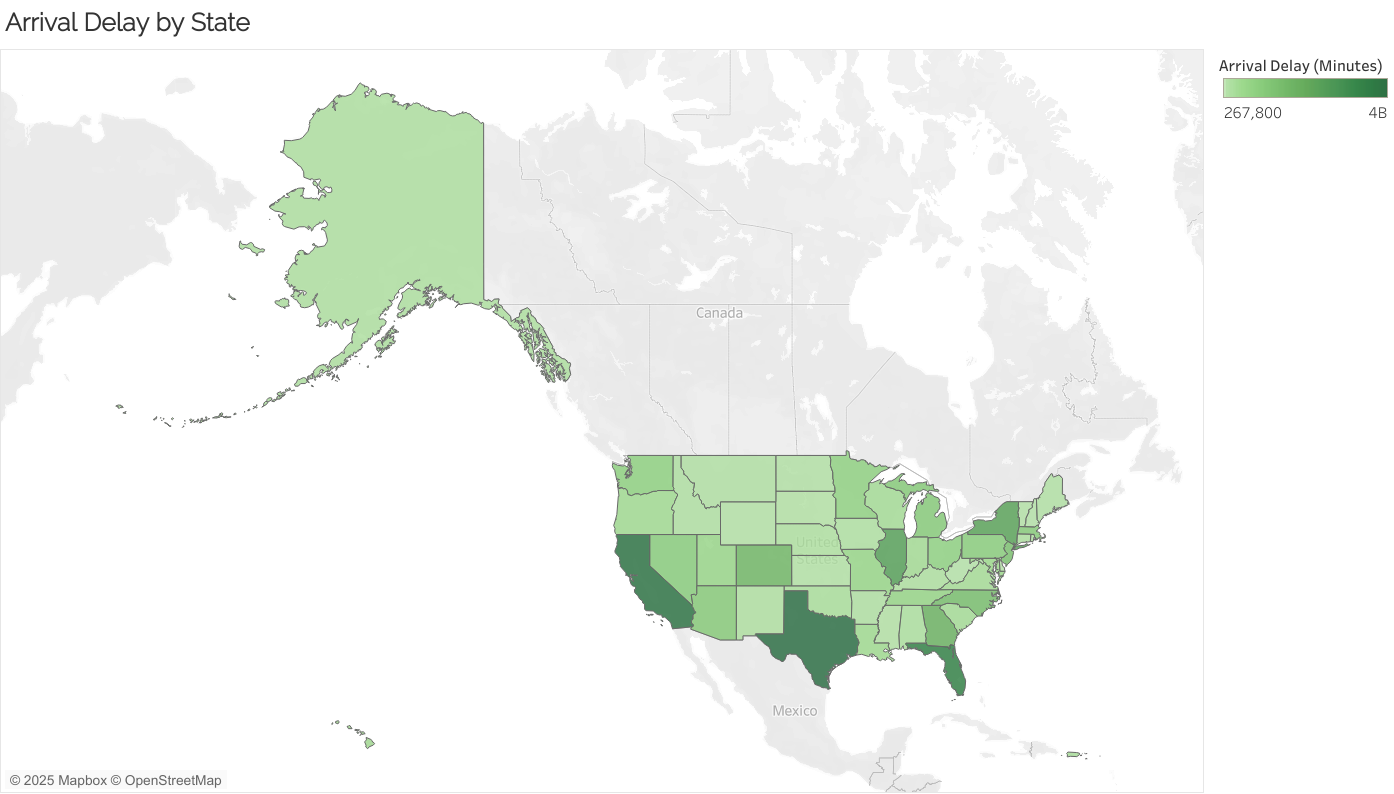 Arrival Delay by State
Arrival Delay (Minutes)
267,800 4B
Canada
United
States
Mexico
© 2025 Mapbox © OpenStreetMap